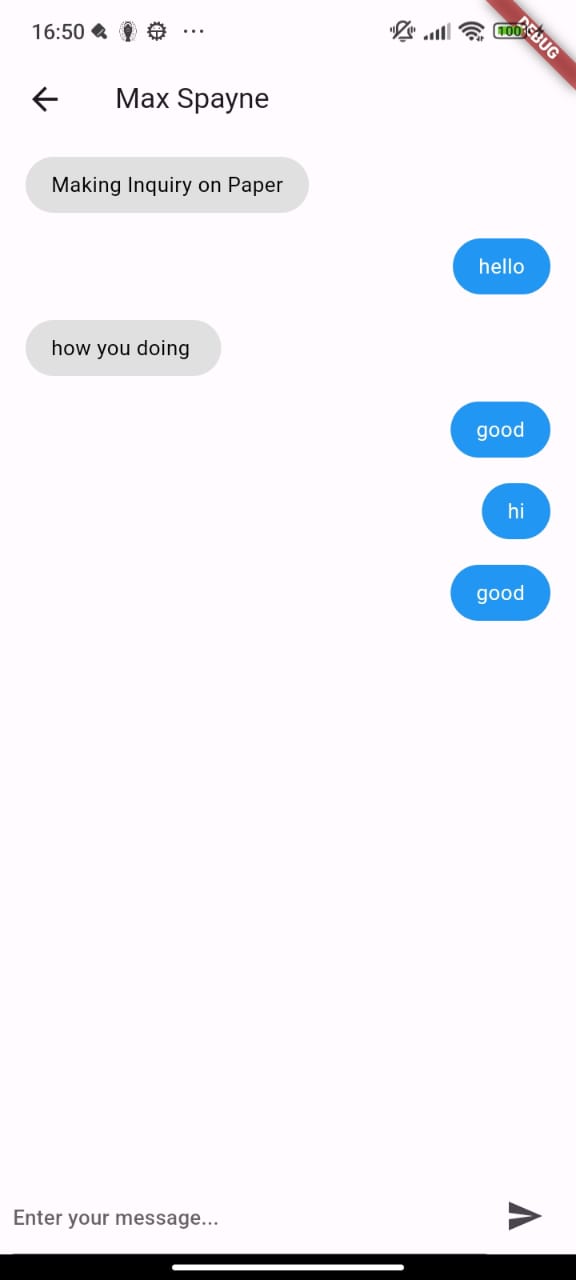 16:50
100
DEBUG
Max Spayne
Making Inquiry on Paper
hello
how you doing
good
hi
good
Enter your message...